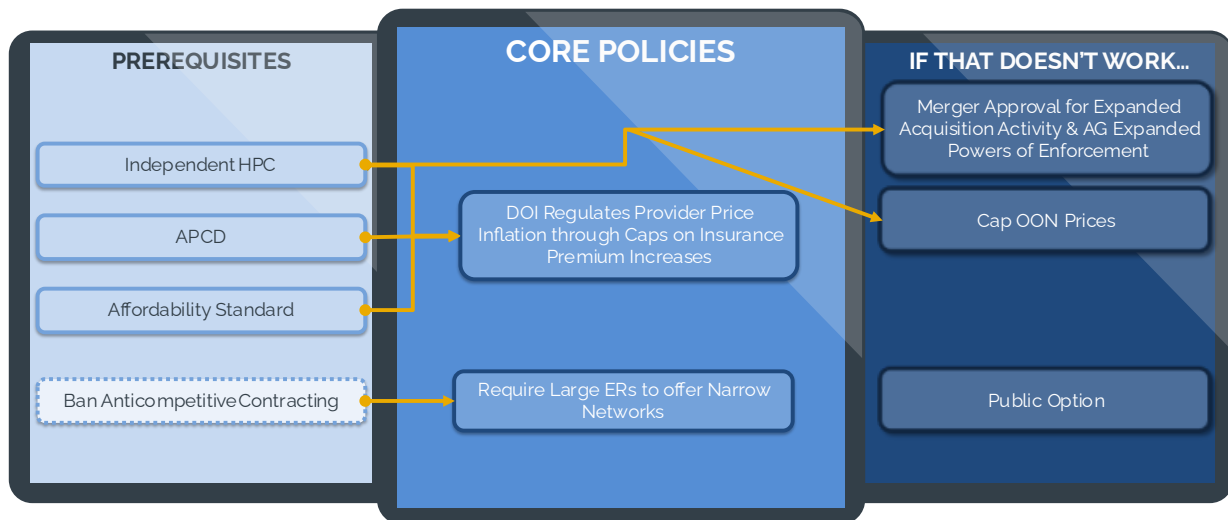 PREREQUISITES
Independent HPC
APCD
Affordability Standard
Ban Anticompetitive Contracting
CORE POLICIES
DOI Regulates Provider Price
Inflation through Caps on Insurance
Premium Increases
Require Large ERs to offer Narrow
Networks
IF THAT DOESN'T WORK…
Merger Approval for Expanded
Acquisition Activity & AG Expanded
Powers of Enforcement
Cap OON Prices
Public Option